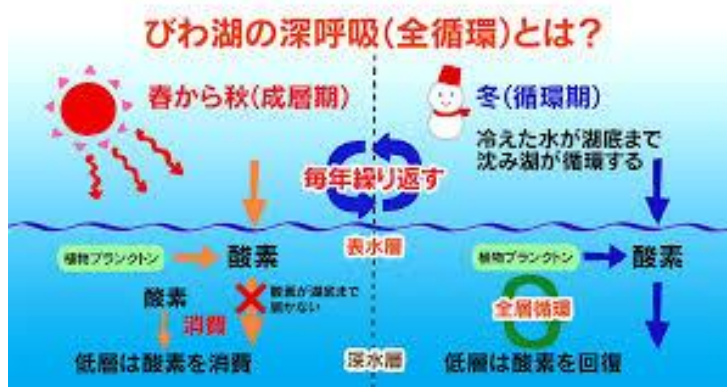 びわ湖の深呼吸(全循環)とは?
春から秋(成層期)
冬(循環期)
冷えた水が湖底まで
沈み湖が循環する
毎年繰り返す
植物プランクトン
酸素
表水層
植物プランクトン
酸素
酸素
消費
酸素が湖底まで
届かない
全層循環
低層は酸素を消費
深水層
低層は酸素を回復